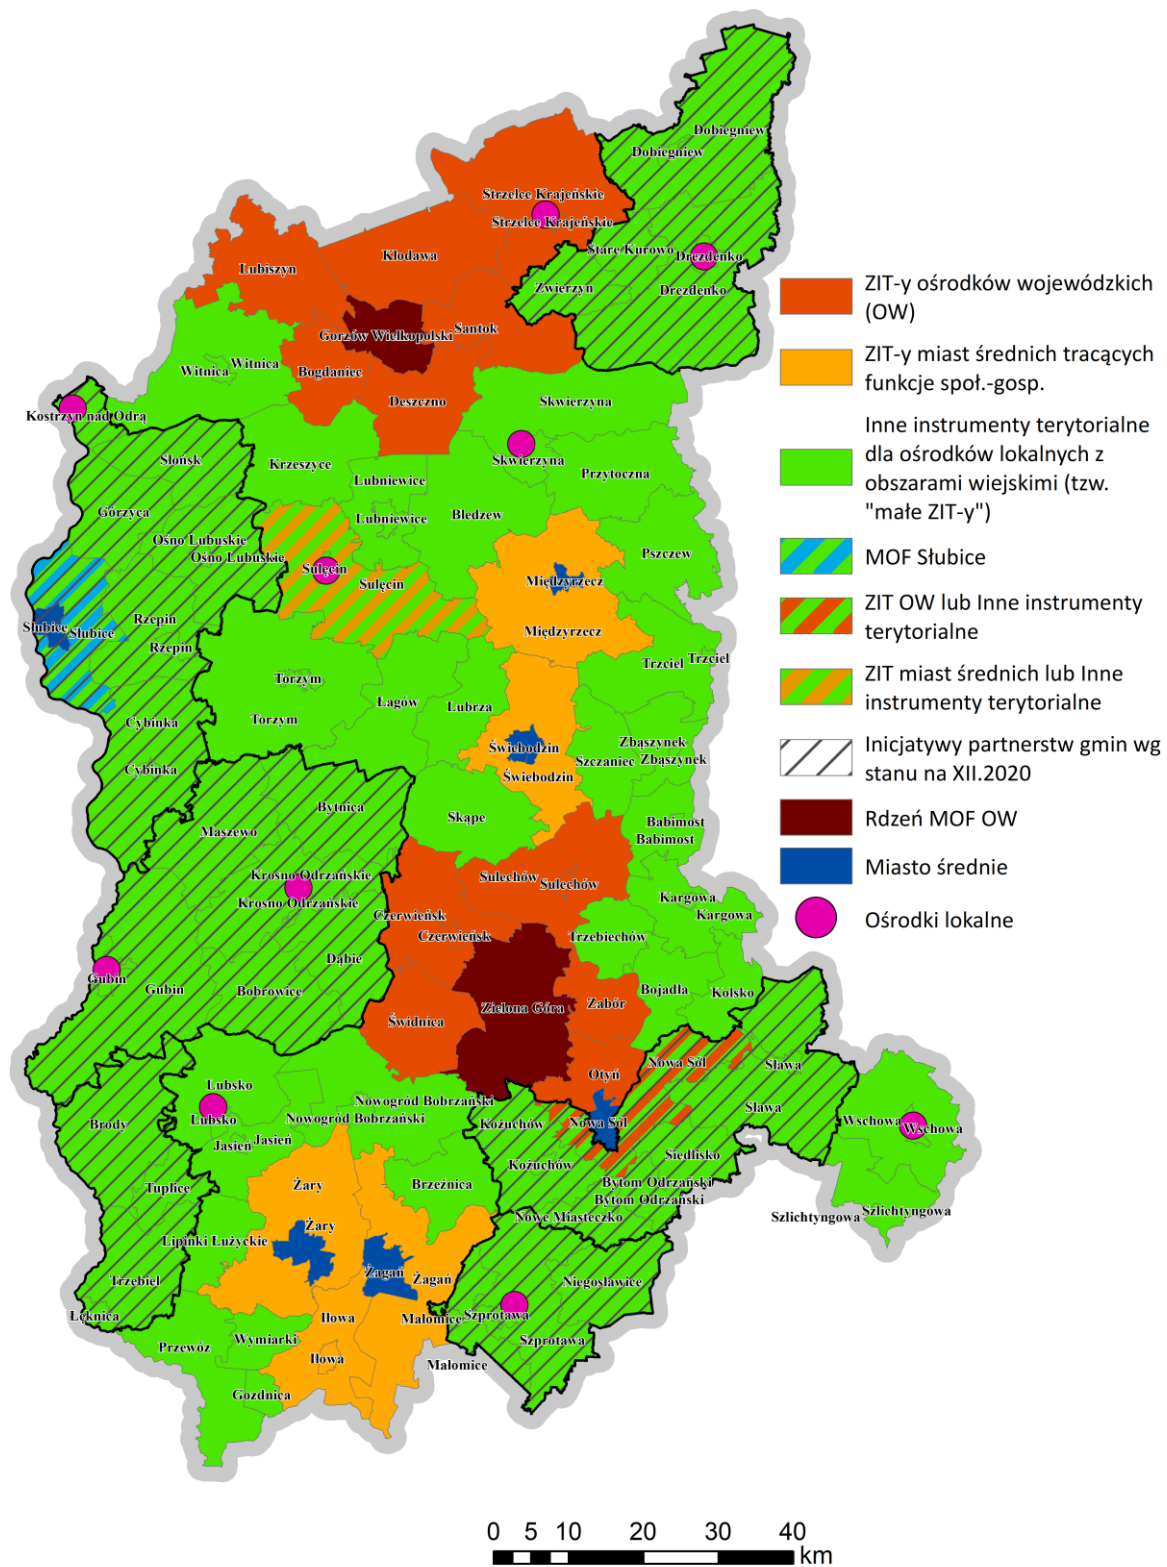 Dobiegniew
Dobiegniew
Strzelce Krajeńskie
Strzelce Krajeńskie
Stare Kurowo
Drezdenko
Drezdenko
Zwierzyn
Kłodawa
Lubiszyn
Santok
Gorzów Wielkopolski
Bogdaniec
Deszczno
Witnica
Witnica
Kostrzyn nad Odrą
Skwierzyna
Skwierzyna
Przytoczna
Słońsk
Krzeszyce
Lubniewice
Lubniewice
Bledzew
Górzyca
Ośno Lubuskie
Ośno Lubuskie
Sulęcin
Sulęcin
Pszczew
Międzyrzecz
Międzyrzecz
Słubice
Słubice
Rzepin
Rzepin
Trzciel
Trzciel
Torzym
Torzym
Łagów
Lubrza
Cybinka
Cybinka
Świebodzin
Świebodzin
Szczaniec
Zbąszynek
Zbąszynek
Bytnica
Maszewo
Skąpe
Babimost
Babimost
Krosno Odrzańskie
Krosno Odrzańskie
Sulechów
Sulechów
Kargowa
Kargowa
Czerwieńsk
Czerwieńsk
Trzebiechów
Dąbie
Gubin
Gubin
Bobrowice
Bojadła
Kolsko
Zabór
Zielona Góra
Świdnica
Otyń
Nowa Sól
Nowa Sól
Sława
Sława
Lubsko
Lubsko
Nowogród Bobrzański
Nowogród Bobrzański
Kożuchów
Kożuchów
Wschowa
Wschowa
Brody
Jasień
Jasień
Siedlisko
Bytom Odrzański
Bytom Odrzański
Nowe Miasteczko
Tuplice
Żary
Żary
Brzeźnica
Szlichtyngowa
Szlichtyngowa
Lipinki Łużyckie
Żagań
Żagań
Trzebiel
Niegosławice
Łęknica
Iłowa
Iłowa
Małomice
Małomice
Szprotawa
Szprotawa
Przewóz
Wymiarki
Gozdnica
ZIT-y ośrodków wojewódzkich
(OW)
ZIT-y miast średnich tracących
funkcje społ.-gosp.
Inne instrumenty terytorialne
dla ośrodków lokalnych z
obszarami wiejskimi (tzw.
"małe ZIT-y")
MOF Słubice
ZIT OW lub Inne instrumenty
terytorialne
ZIT miast średnich lub Inne
instrumenty terytorialne
Inicjatywy partnerstw gmin wg
stanu na XII.2020
Rdzeń MOF OW
Miasto średnie
Ośrodki lokalne
0 5 10 20 30 40
km